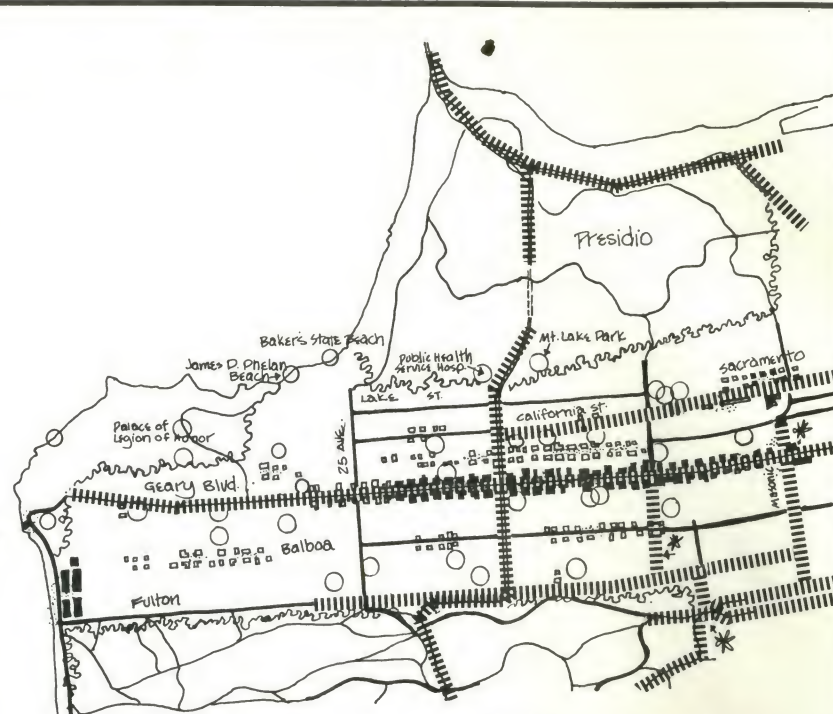 Presidio
Baker's State Beach
James D. Phelan
Beach
Public Health
Service Hosp.
Mt. Lake Park
Sacramento
LAKE ST.
California St.
Palace of
Legion of Honor
25 AVE.
Geary Blvd.
Masonic
Balboa
Fulton